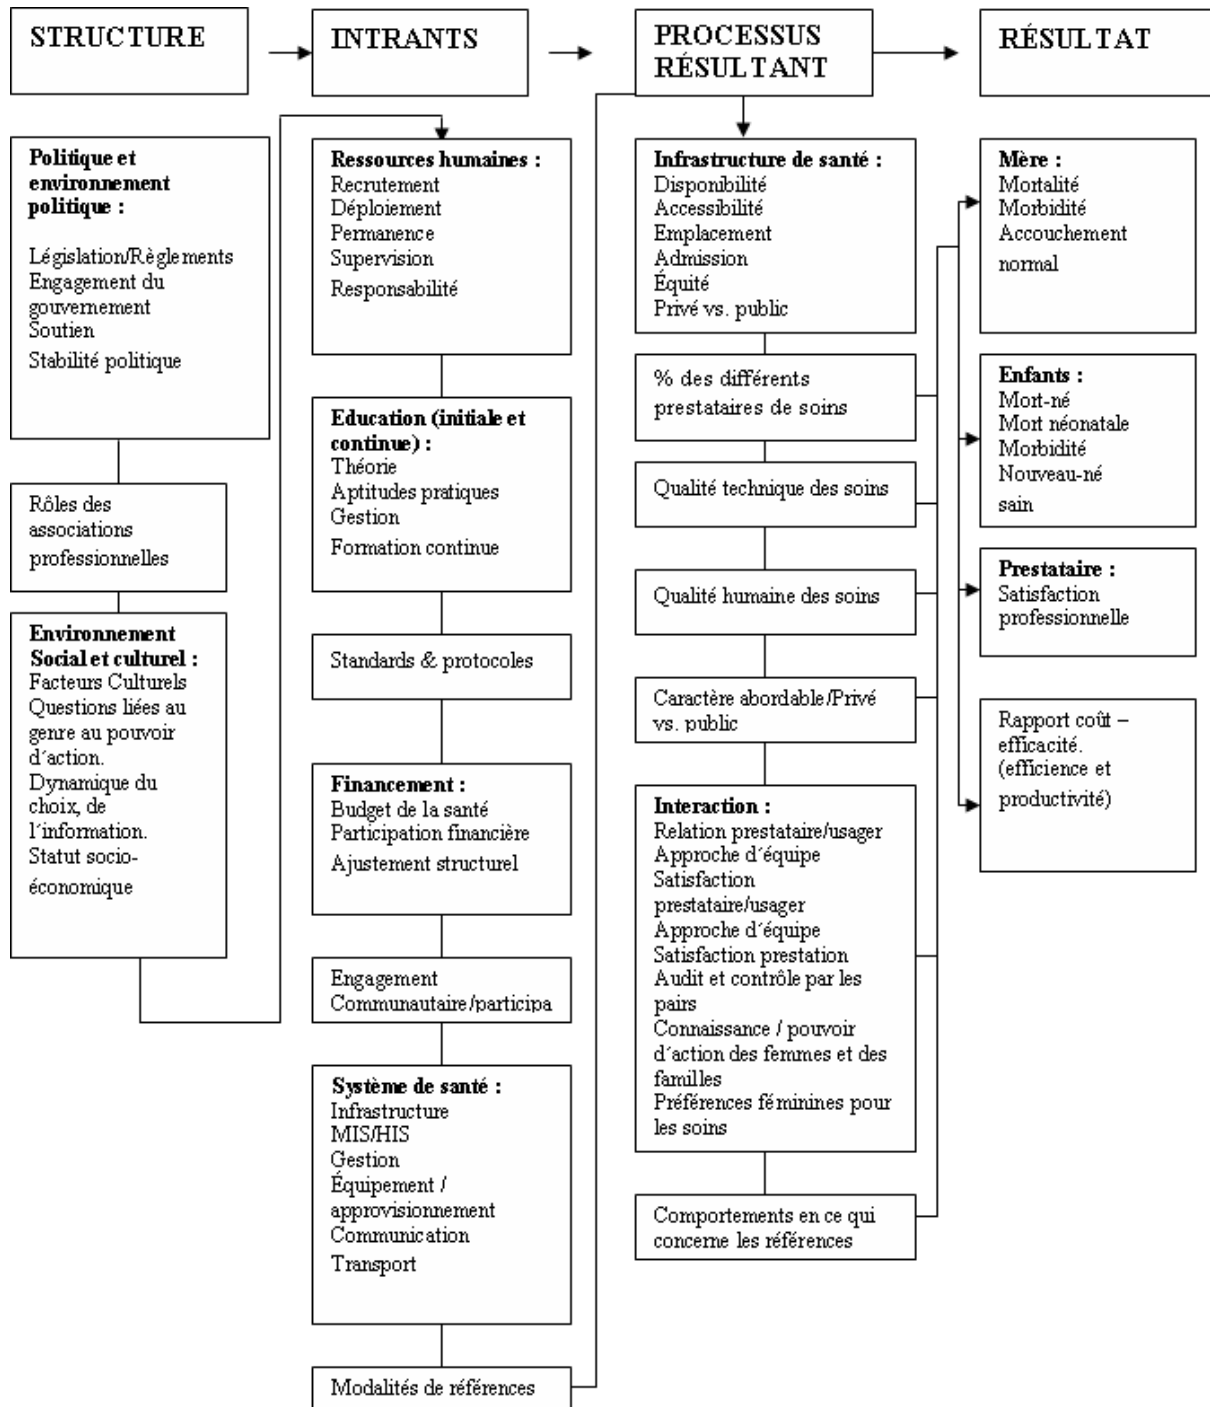 STRUCTURE
INTRANTS
PROCESSUS
RÉSULTANT
RÉSULTAT
Politique et
environnement
politique :
Législation/Règlements
Engagement du
gouvernement
Soutien
Stabilité politique
Rôles des
associations
professionnelles
Environnement
Social et culturel :
Facteurs Culturels
Questions liées au
genre au pouvoir
d´action.
Dynamique du
choix, de
l´information.
Statut socio-
économique
Ressources humaines :
Recrutement
Déploiement
Permanence
Supervision
Responsabilité
Education (initiale et
continue) :
Théorie
Aptitudes pratiques
Gestion
Formation continue
Standards & protocoles
Financement :
Budget de la santé
Participation financière
Ajustement structurel
Engagement
Communautaire/participa
Système de santé :
Infrastructure
MIS/HIS
Gestion
Équipement /
approvisionnement
Communication
Transport
Modalités de références
Infrastructure de santé :
Disponibilité
Accessibilité
Emplacement
Admission
Équité
Privé vs. public
% des différents
prestataires de soins
Qualité technique des soins
Qualité humaine des soins
Caractère abordable/Privé
vs. public
Interaction :
Relation prestataire/usager
Approche d´équipe
Satisfaction
prestataire/usager
Approche d´équipe
Satisfaction prestation
Audit et contrôle par les
pairs
Connaissance / pouvoir
d´action des femmes et des
familles
Préférences féminines pour
les soins
Comportements en ce qui
concerne les références
Mère :
Mortalité
Morbidité
Accouchement
normal
Enfants :
Mort-né
Mort néonatale
Morbidité
Nouveau-né
sain
Prestataire :
Satisfaction
professionnelle
Rapport coût –
efficacité.
(efficience et
productivité)